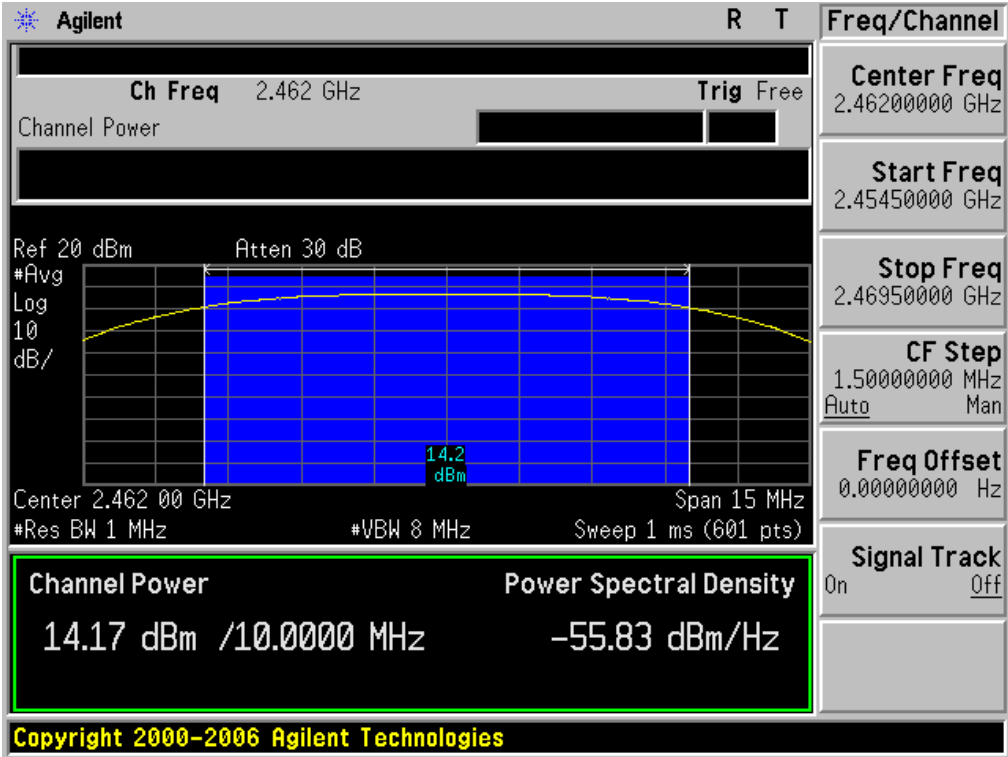 Agilent R T
Ch Freq 2.462 GHz Trig Free
Channel Power
Ref 20 dBm Atten 30 dB
#Avg
Log
10
dB/
14.2
dBm
Center 2.462 00 GHz Span 15 MHz
#Res BW 1 MHz #VBW 8 MHz Sweep 1 ms (601 pts)
Channel Power Power Spectral Density
14.17 dBm /10.0000 MHz -55.83 dBm/Hz
Copyright 2000-2006 Agilent Technologies
Freq/Channel
Center Freq
2.46200000 GHz
Start Freq
2.45450000 GHz
Stop Freq
2.46950000 GHz
CF Step
1.50000000 MHz
Auto Man
Freq Offset
0.00000000 Hz
Signal Track
On Off